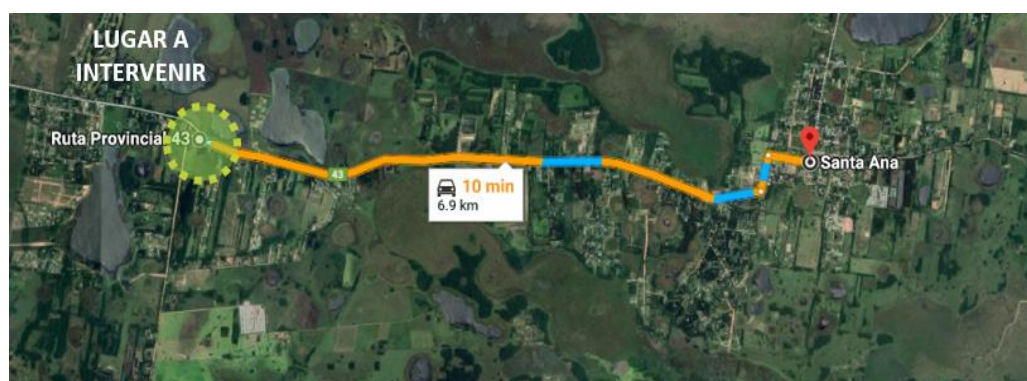 LUGAR A
INTERVENIR
Ruta Provincial 43
43
10 min
6.9 km
Santa Ana